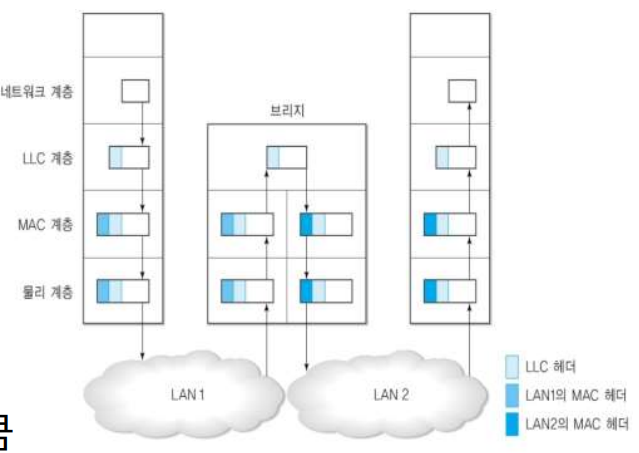 네트워크 계층
브리지
LLC 계층
MAC 계층
물리 계층
LAN 1
LAN 2
LLC 헤더
LAN1의 MAC 헤더
LAN2의 MAC 헤더